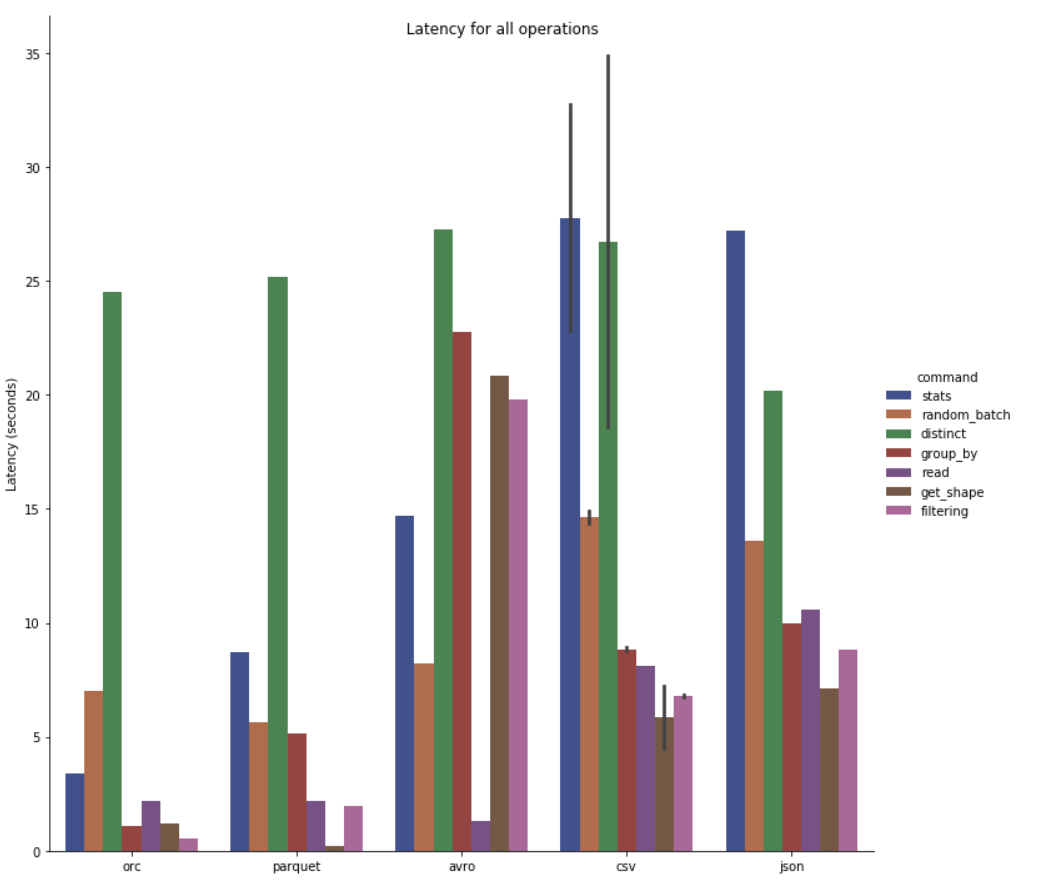 Latency for all operations
35
30
25
20
15
10
5
0
Latency (seconds)
orc parquet avro csv json
command
stats
random_batch
distinct
group_by
read
get_shape
filtering